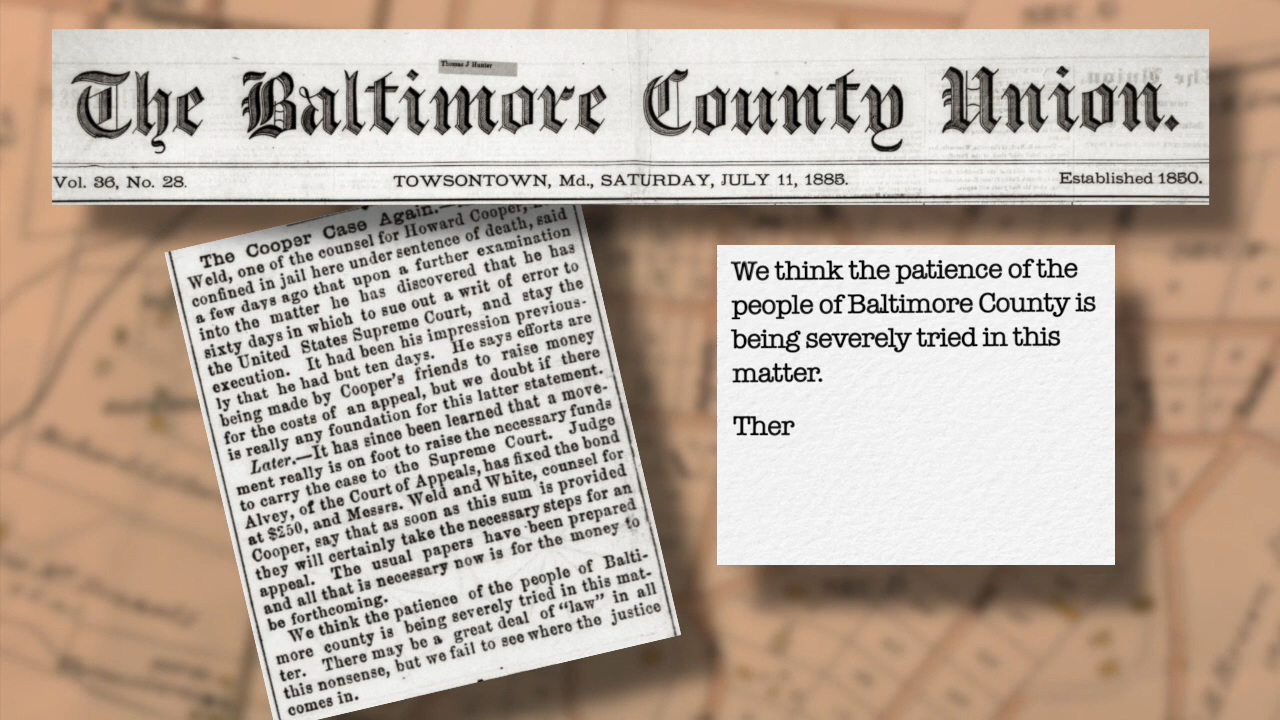 Thomas J Hunter
The Baltimore County Union.
Vol. 36, No. 28.
TOWSONTOWN, Md., SATURDAY, JULY 11, 1885.
Established 1850.
The Cooper Case Again.—
Weld, one of the counsel for Howard Cooper,
confined in jail here under sentence of death, said
a few days ago that upon a further examination
into the matter he has discovered that he has
sixty days in which to sue out a writ of error to
the United States Supreme Court, and stay the
execution. It had been his impression previous-
ly that he had but ten days. He says efforts are
being made by Cooper's friends to raise money
for the costs of an appeal, but we doubt if there
is really any foundation for this latter statement.
Later.—It has since been learned that a move-
ment really is on foot to raise the necessary funds
to carry the case to the Supreme Court. Judge
Alvey, of the Court of Appeals, has fixed the bond
at $250, and Messrs. Weld and White, counsel for
Cooper, say that as soon as this sum is provided
they will certainly take the necessary steps for an
appeal. The usual papers have been prepared
and all that is necessary now is for the money to
be forthcoming.
We think the patience of the people of Balti-
more county is being severely tried in this mat-
ter. There may be a great deal of "law" in all
this nonsense, but we fail to see where the justice
comes in.
We think the patience of the
people of Baltimore County is
being severely tried in this
matter.
Ther